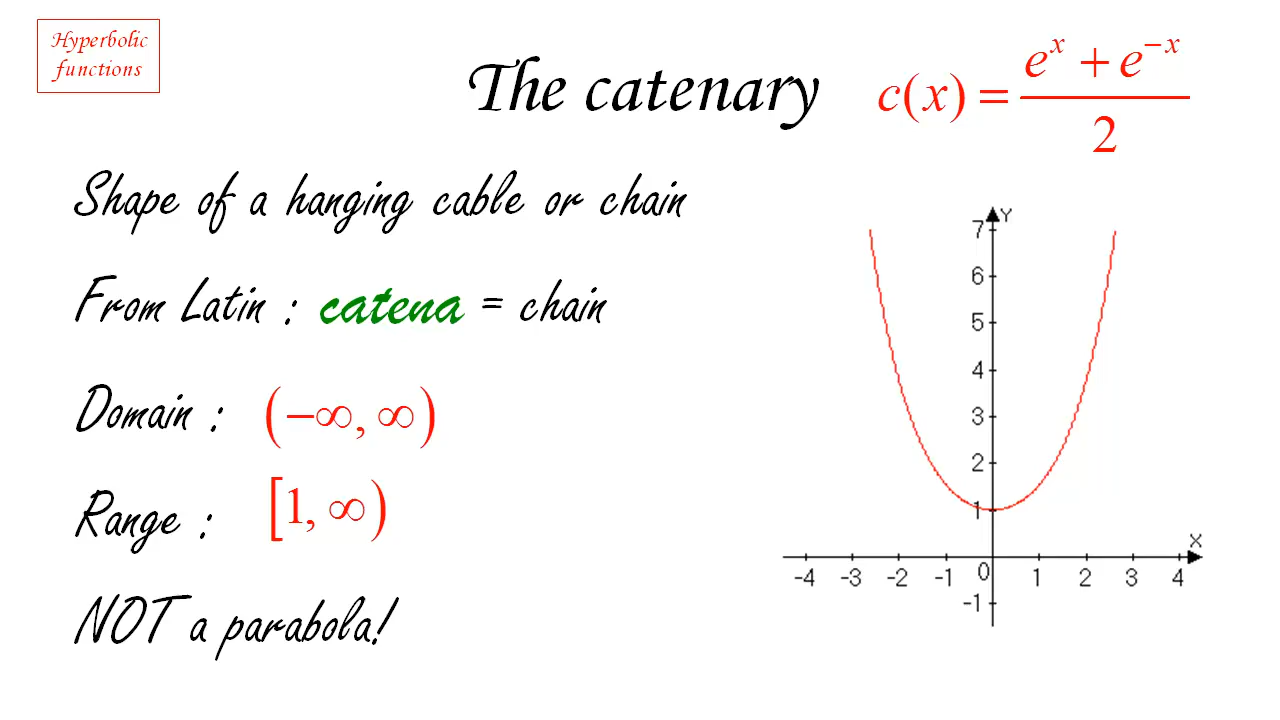 Hyperbolic
functions
The catenary
c(x) = (e^x + e^−x)/2
Shape of a hanging cable or chain
From Latin : catena = chain
Domain : (−∞, ∞)
Range : [1, ∞)
NOT a parabola!
Y
7
6
5
4
3
2
1
X
-4 -3 -2 -1 0 1 2 3 4
-1